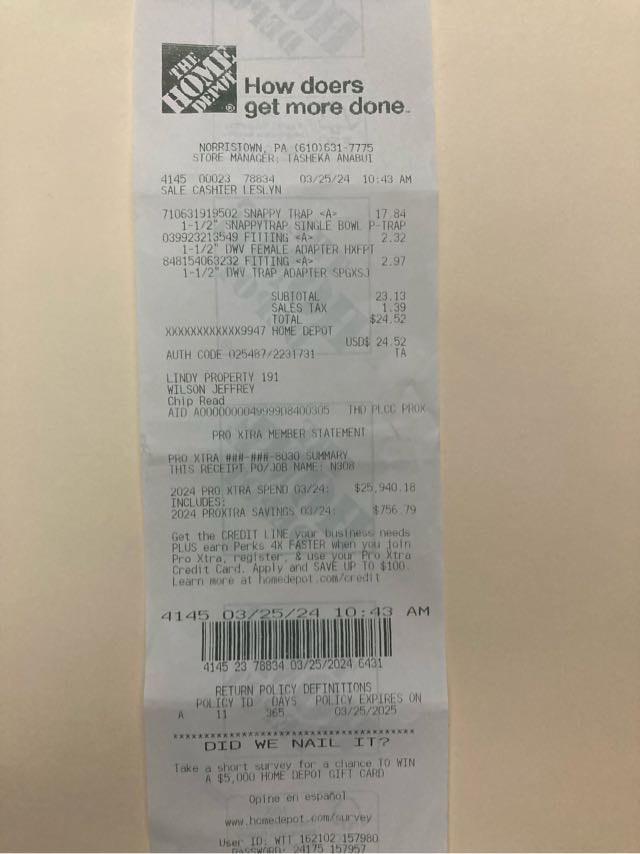 THE
HOME
DEPOT
®
How doers
get more done.
NORRISTOWN, PA (610)631-7775
STORE MANAGER: TASHEKA ANABUI
4145 00023 78834 03/25/24 10:43 AM
SALE CASHIER LESLYN
710631919502 SNAPPY TRAP <A> 17.84
1-1/2" SNAPPYTRAP SINGLE BOWL P-TRAP
039923213549 FITTING <A> 2.32
1-1/2" DWV FEMALE ADAPTER HXFPT
848154063232 FITTING <A> 2.97
1-1/2" DWV TRAP ADAPTER SPGXSJ
SUBTOTAL 23.13
SALES TAX 1.39
TOTAL $24.52
XXXXXXXXXXXX9947 HOME DEPOT
USD$ 24.52
AUTH CODE 025487/2231731 TA
LINDY PROPERTY 191
WILSON JEFFREY
Chip Read
AID A0000000049999D8400305 THD PLCC PROX
PRO XTRA MEMBER STATEMENT
PRO XTRA ###-###-8030 SUMMARY
THIS RECEIPT PO/JOB NAME: N308
2024 PRO XTRA SPEND 03/24: $25,940.18
INCLUDES:
2024 PROXTRA SAVINGS 03/24: $756.79
Get the CREDIT LINE your business needs
PLUS earn Perks 4X FASTER when you join
Pro Xtra, register, & use your Pro Xtra
Credit Card. Apply and SAVE UP TO $100.
Learn more at homedepot.com/credit
4145 03/25/24 10:43 AM
4145 23 78834 03/25/2024 6431
RETURN POLICY DEFINITIONS
POLICY ID DAYS POLICY EXPIRES ON
A 11 365 03/25/2025
****************************************
DID WE NAIL IT?
Take a short survey for a chance TO WIN
A $5,000 HOME DEPOT GIFT CARD
Opine en español
www.homedepot.com/survey
User ID: WTT 162102 157980
PASSWORD: 24175 157957